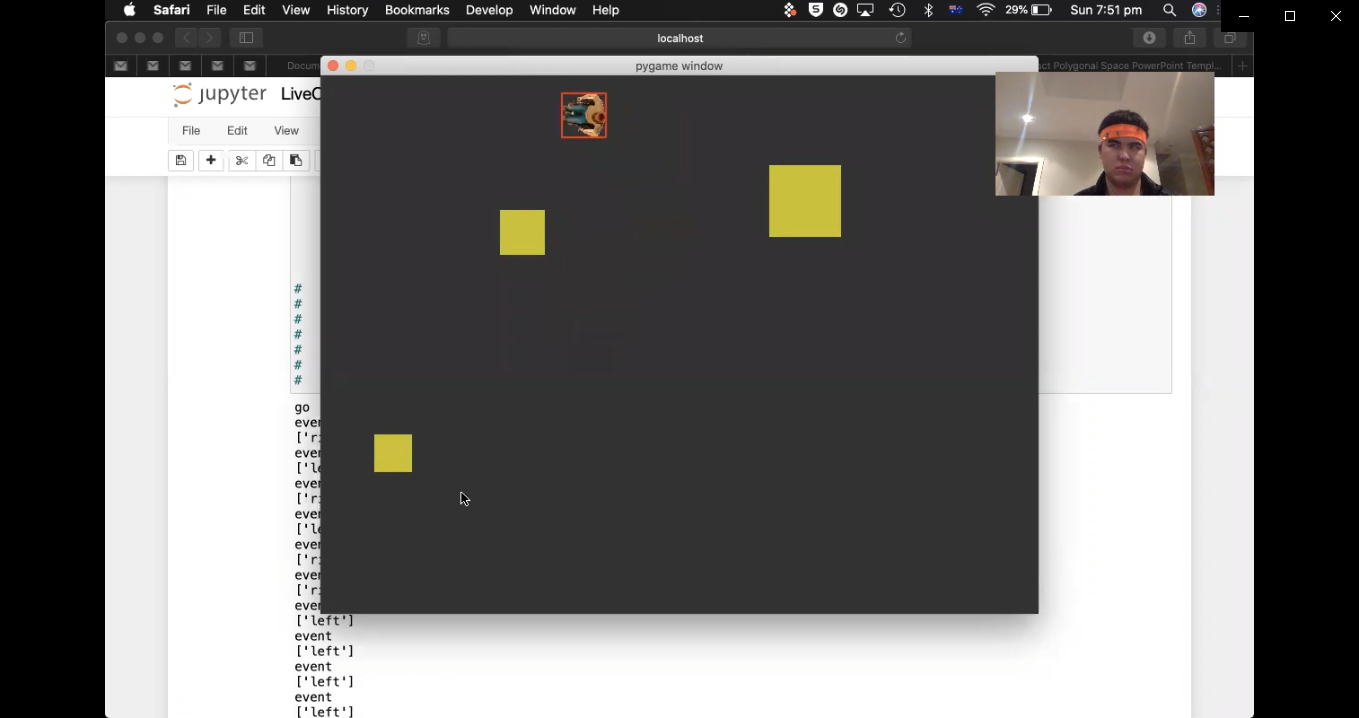 Safari File Edit View History Bookmarks Develop Window Help 29% Sun 7:51 pm
localhost
Docum
pygame window
act Polygonal Space PowerPoint Templ...
jupyter LiveC
File Edit View
#
#
#
#
#
#
#
go
ever
['r:
ever
['le
ever
['r:
ever
['le
ever
['r:
ever
['r:
ever
['left']
event
['left']
event
['left']
event
['left']